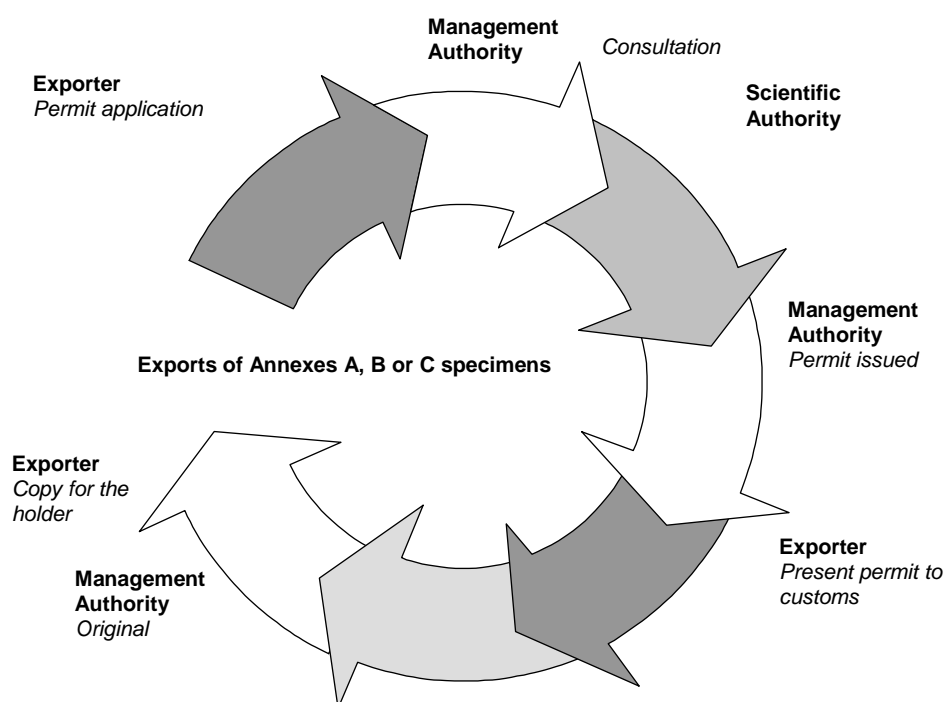 Management
Authority
Consultation
Exporter
Permit application
Scientific
Authority
Management
Authority
Permit issued
Exports of Annexes A, B or C specimens
Exporter
Copy for the
holder
Exporter
Present permit to
customs
Management
Authority
Original